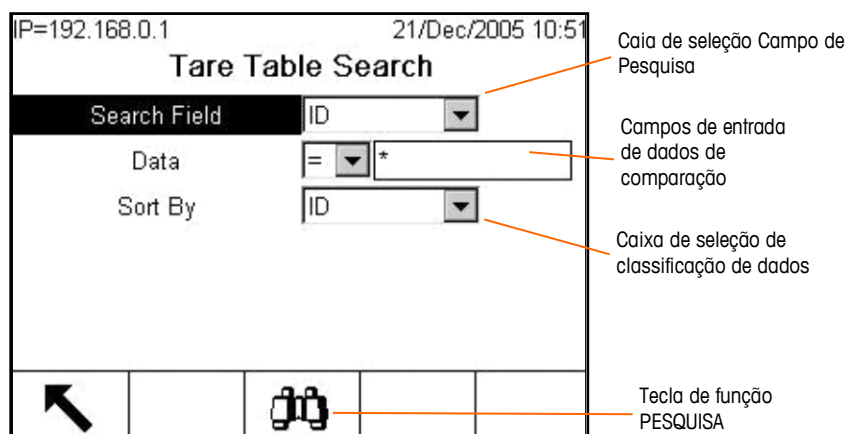 IP=192.168.0.1 21/Dec/2005 10:51
Tare Table Search
Search Field ID
Data = *
Sort By ID
Caia de seleção Campo de
Pesquisa
Campos de entrada
de dados de
comparação
Caixa de seleção de
classificação de dados
Tecla de função
PESQUISA